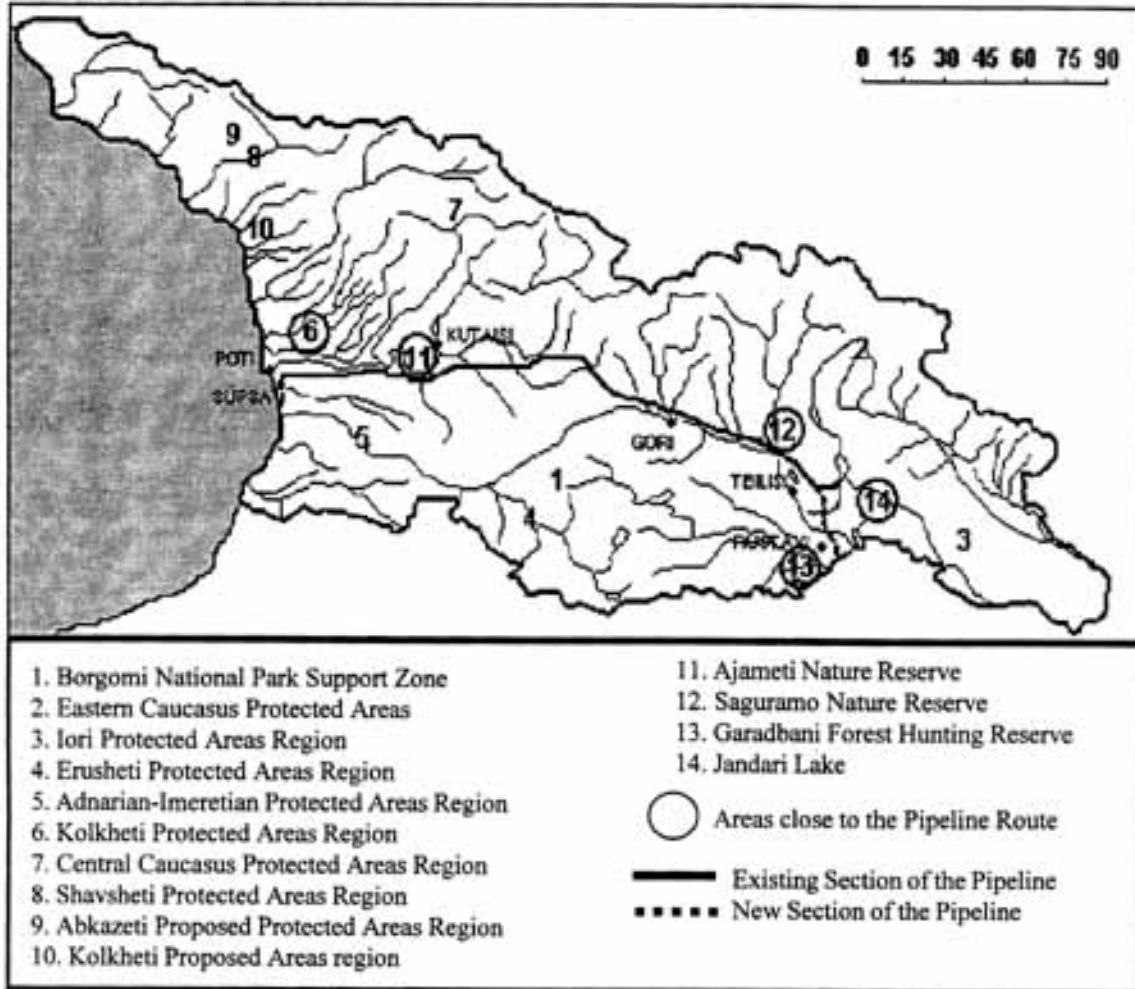 0 15 30 45 60 90
9
8
10
7
6
11
KUTAISI
POTI
SUPSA
5
GORI
12
TBILISI
1
14
4
3
13
1. Borgomi National Park Support Zone
2. Eastern Caucasus Protected Areas
3. Iori Protected Areas Region
4. Erusheti Protected Areas Region
5. Adnarian-Imeretian Protected Areas Region
6. Kolkheti Protected Areas Region
7. Central Caucasus Protected Areas Region
8. Shavsheti Protected Areas Region
9. Abkazeti Proposed Protected Areas Region
10. Kolkheti Proposed Areas region
11. Ajameti Nature Reserve
12. Saguramo Nature Reserve
13. Garadbani Forest Hunting Reserve
14. Jandari Lake
Areas close to the Pipeline Route
Existing Section of the Pipeline
New Section of the Pipeline